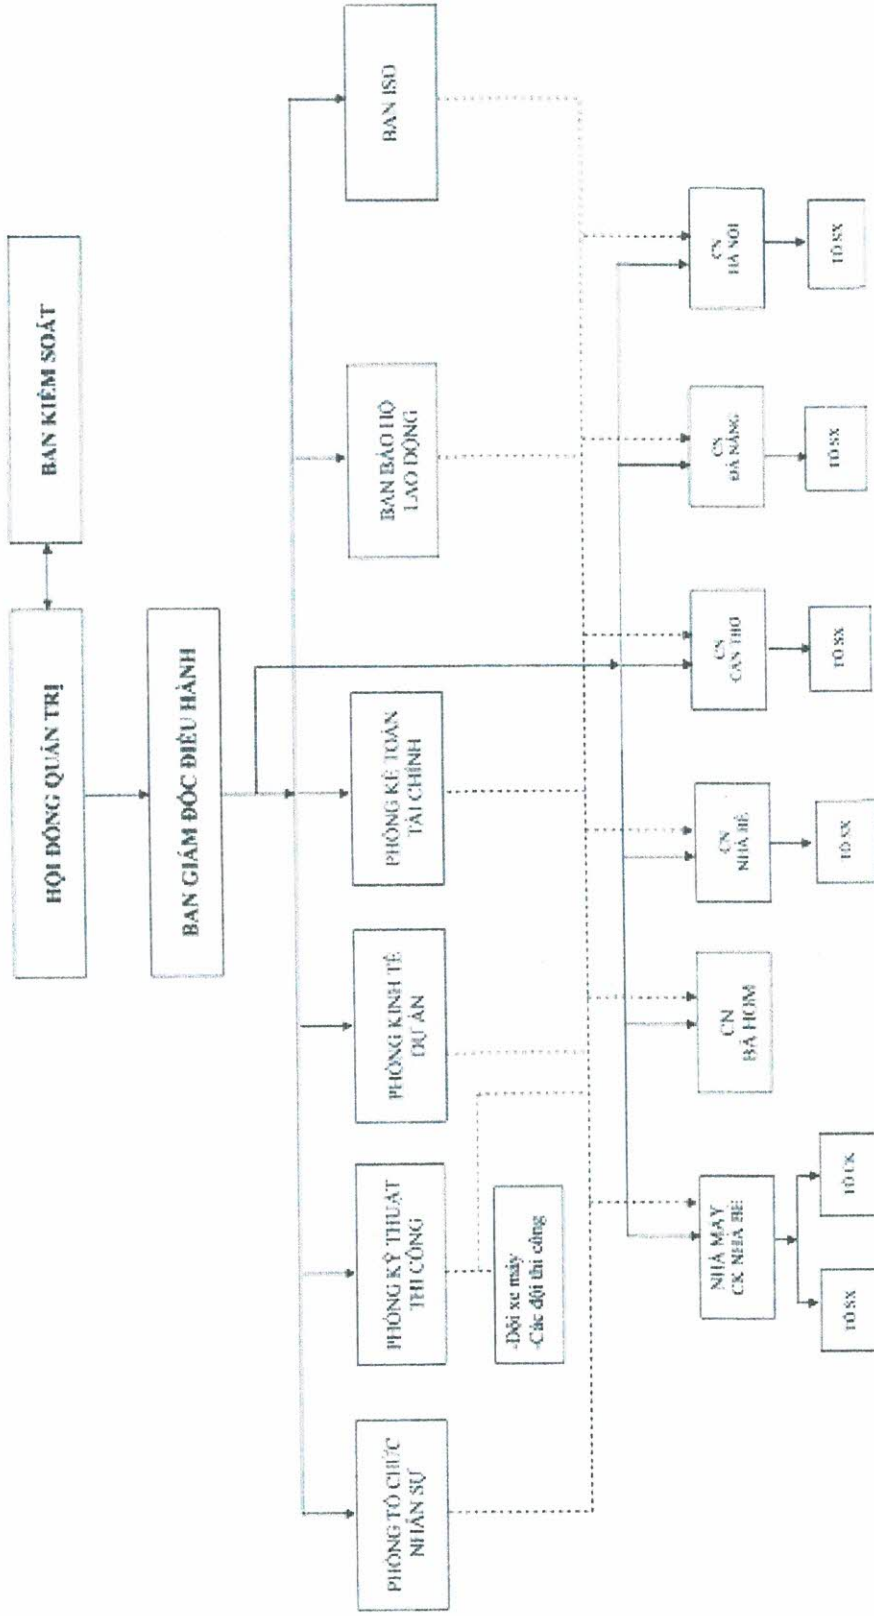 HỘI ĐỒNG QUẢN TRỊ
BAN KIỂM SOÁT
BAN GIÁM ĐỐC ĐIỀU HÀNH
PHÒNG TỔ CHỨC
NHÂN SỰ
PHÒNG KỸ THUẬT
THI CÔNG
PHÒNG KINH TẾ
DỰ ÁN
PHÒNG KẾ TOÁN
TÀI CHÍNH
BAN BẢO HỘ
LAO ĐỘNG
BAN ISO
-Đội xe máy
-Các đội thi công
NHÀ MÁY
CK NHÀ BÈ
CN
BÀ HOM
CN
NHÀ BÈ
CN
CẦN THƠ
CN
ĐÀ NẴNG
CN
HÀ NỘI
TỔ SX
TỔ CK
TỔ SX
TỔ SX
TỔ SX
TỔ SX